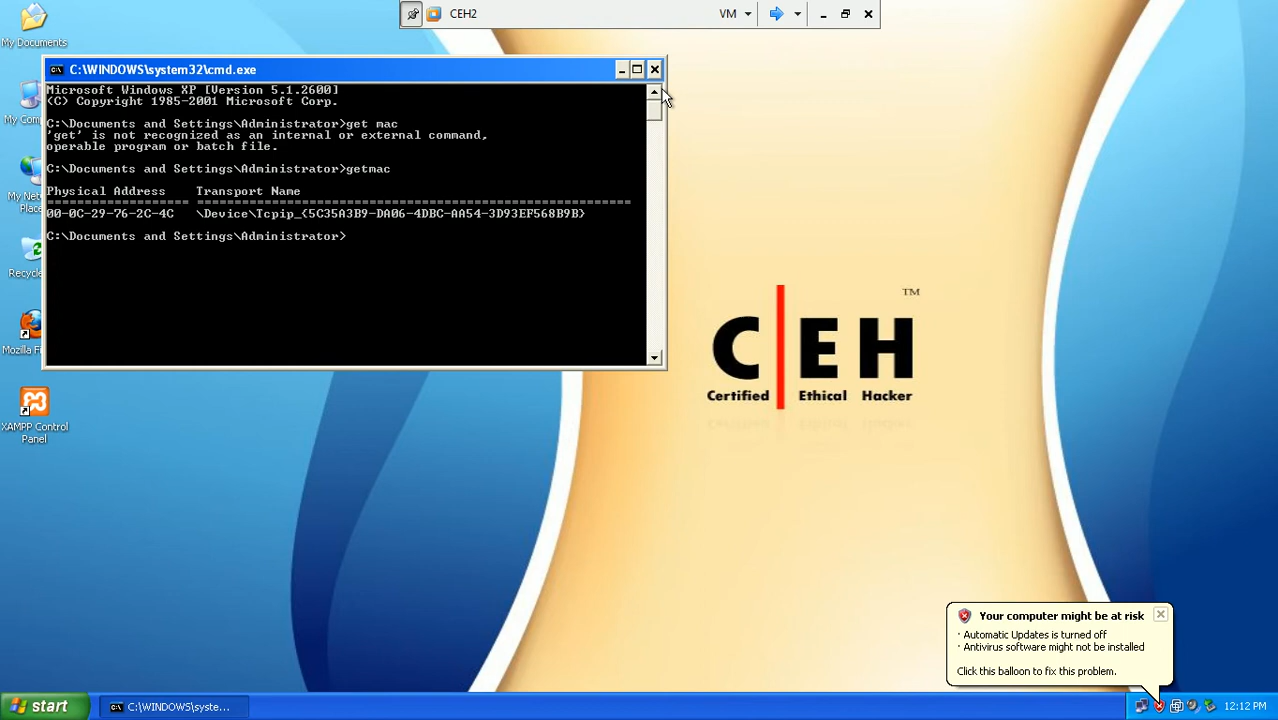 CEH2
VM
My Documents
C:\WINDOWS\system32\cmd.exe
Microsoft Windows XP [Version 5.1.2600]
(C) Copyright 1985-2001 Microsoft Corp.
C:\Documents and Settings\Administrator>get mac
'get' is not recognized as an internal or external command,
operable program or batch file.
C:\Documents and Settings\Administrator>getmac
Physical Address    Transport Name
=================== ==========================================================
00-0C-29-76-2C-4C   \Device\Tcpip_{5C35A3B9-DA06-4DBC-AA54-3D93EF568B9B}
C:\Documents and Settings\Administrator>
My
My
Place
Recycle
Mozilla
XAMPP Control
Panel
TM
C|EH
Certified Ethical Hacker
Your computer might be at risk
· Automatic Updates is turned off
· Antivirus software might not be installed
Click this balloon to fix this problem.
start
C:\WINDOWS\syste...
12:12 PM